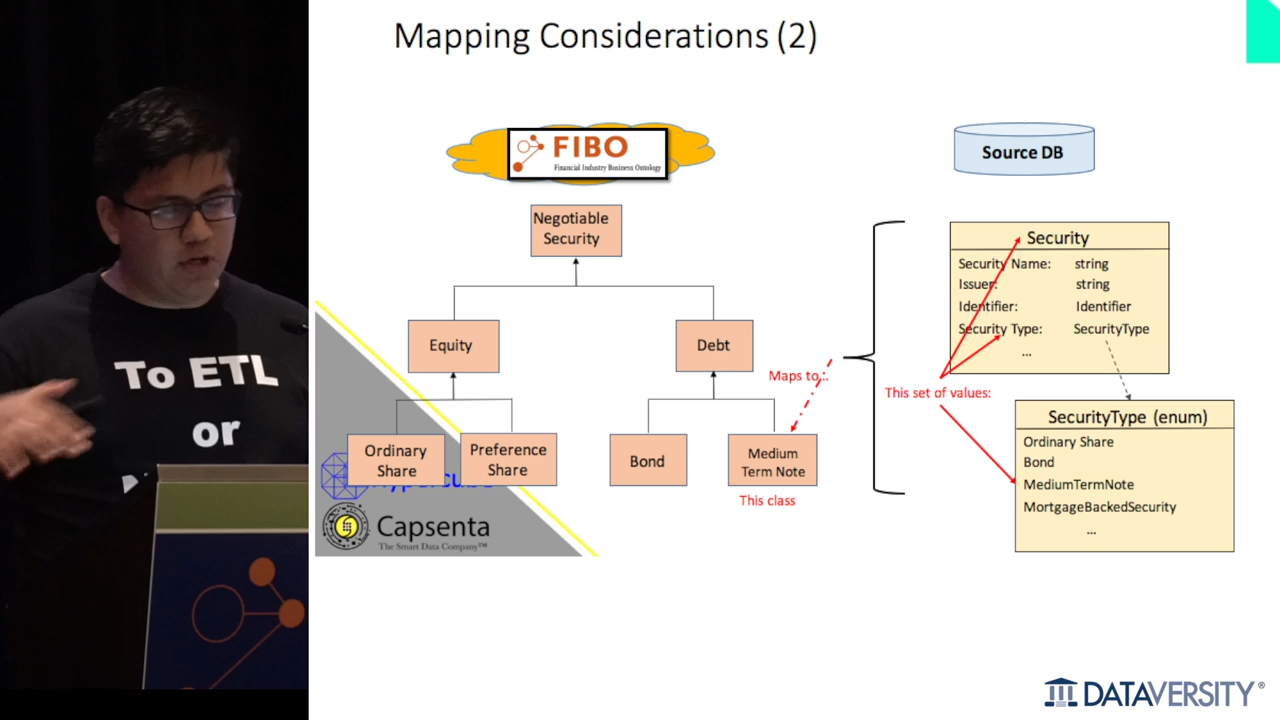 Mapping Considerations (2)
To ETL
or
FIBO
Financial Industry Business Ontology
Negotiable
Security
Equity
Debt
Ordinary
Share
Preference
Share
Bond
Medium
Term Note
This class
Maps to..
Capsenta
The Smart Data Company™
Source DB
Security
Security Name: string
Issuer: string
Identifier: Identifier
Security Type: SecurityType
...
This set of values:
SecurityType (enum)
Ordinary Share
Bond
MediumTermNote
MortgageBackedSecurity
...
DATAVERSITY®